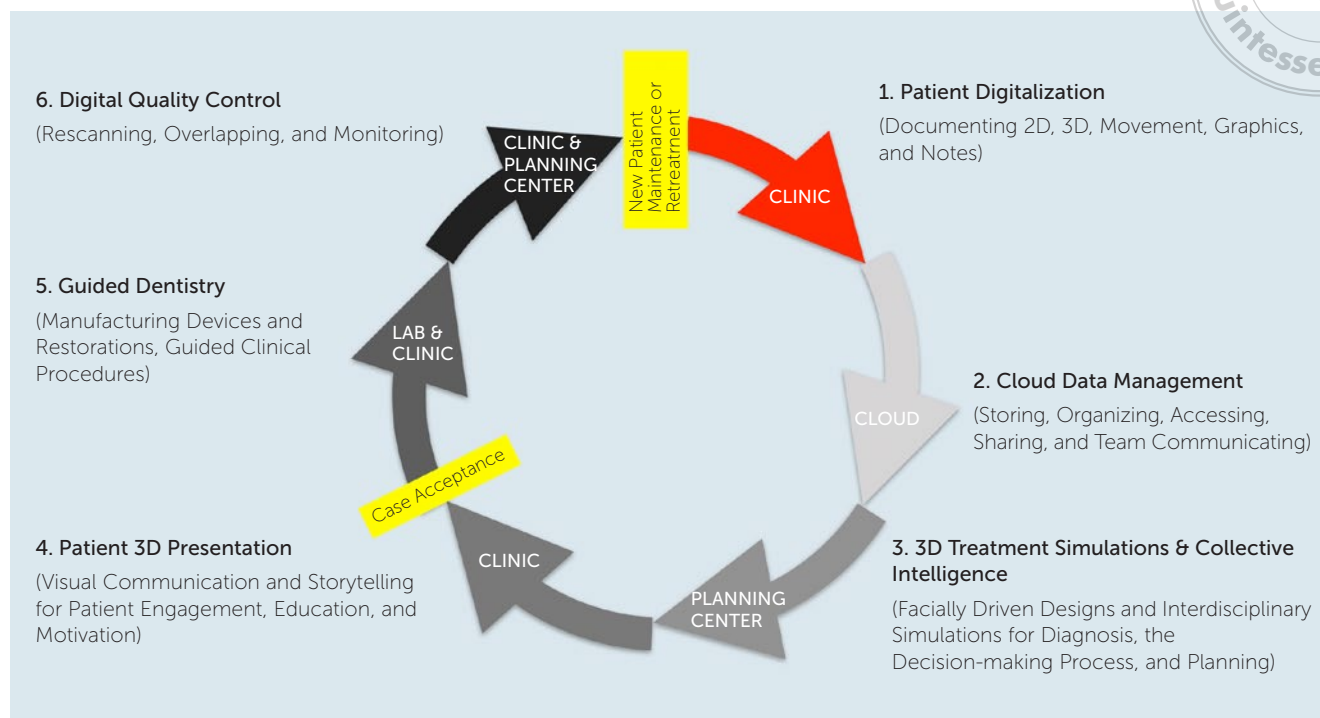 6. Digital Quality Control
(Rescanning, Overlapping, and Monitoring)
CLINIC &
PLANNING
CENTER
New Patient
Maintenance or
Retreatment
1. Patient Digitalization
(Documenting 2D, 3D, Movement, Graphics,
and Notes)
CLINIC
5. Guided Dentistry
(Manufacturing Devices and
Restorations, Guided Clinical
Procedures)
LAB &
CLINIC
2. Cloud Data Management
(Storing, Organizing, Accessing,
Sharing, and Team Communicating)
CLOUD
Case Acceptance
4. Patient 3D Presentation
(Visual Communication and Storytelling
for Patient Engagement, Education, and
Motivation)
CLINIC
PLANNING
CENTER
3. 3D Treatment Simulations & Collective
Intelligence
(Facially Driven Designs and Interdisciplinary
Simulations for Diagnosis, the
Decision-making Process, and Planning)